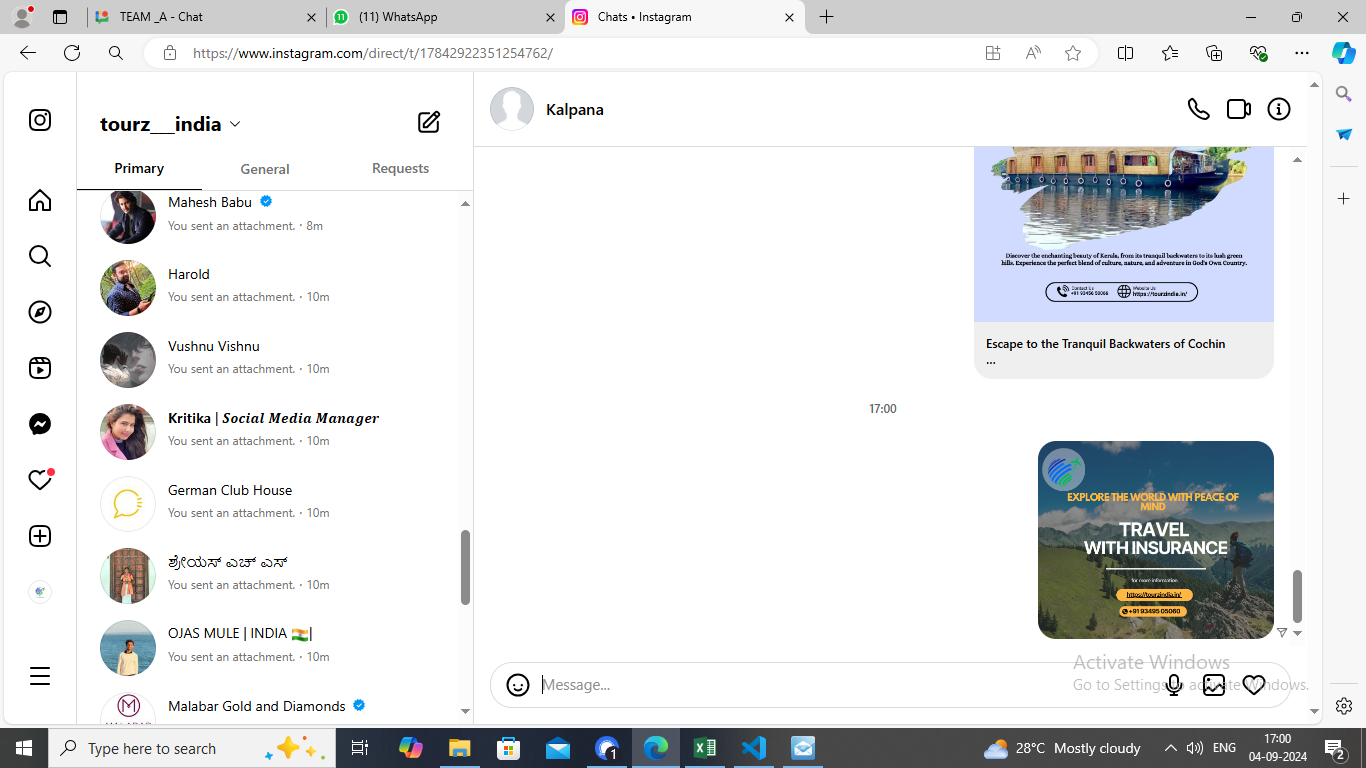 TEAM _A - Chat
(11) WhatsApp
Chats • Instagram
https://www.instagram.com/direct/t/17842922351254762/
tourz___india
Primary
General
Requests
Mahesh Babu
You sent an attachment. · 8m
Harold
You sent an attachment. · 10m
Vushnu Vishnu
You sent an attachment. · 10m
Kritika | Social Media Manager
You sent an attachment. · 10m
German Club House
You sent an attachment. · 10m
ಶ್ರೇಯಸ್ ಎಚ್ ಎಸ್
You sent an attachment. · 10m
OJAS MULE | INDIA 🇮🇳|
You sent an attachment. · 10m
Malabar Gold and Diamonds
Kalpana
Discover the enchanting beauty of Kerala, from its tranquil backwaters to its lush green
hills. Experience the perfect blend of culture, nature, and adventure in God's Own Country.
Contact Us
Website Us
https://tourzindia.in/
Escape to the Tranquil Backwaters of Cochin
...
17:00
EXPLORE THE WORLD WITH PEACE OF
MIND
TRAVEL
WITH INSURANCE
for more information
https://tourzindia.in/
+91 93495 05060
Message...
Activate Windows
Go to Settings to activate Windows.
Type here to search
28°C Mostly cloudy
ENG
17:00
04-09-2024
2